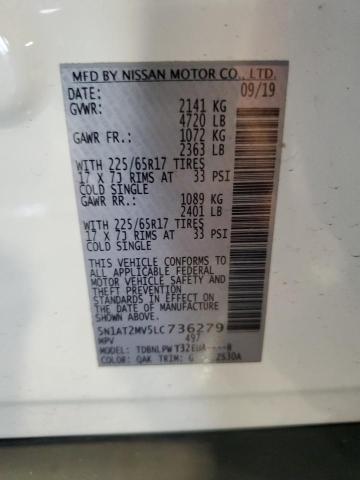 MFD BY NISSAN MOTOR CO., LTD.
DATE: 09/19
GVWR: 2141 KG
4720 LB
GAWR FR.: 1072 KG
2363 LB
WITH 225/65R17 TIRES
17 X 7J RIMS AT 33 PSI
COLD SINGLE
GAWR RR.: 1089 KG
2401 LB
WITH 225/65R17 TIRES
17 X 7J RIMS AT 33 PSI
COLD SINGLE
THIS VEHICLE CONFORMS TO
ALL APPLICABLE FEDERAL
MOTOR VEHICLE SAFETY
AND THEFT PREVENTION
STANDARDS IN EFFECT ON
THE DATE OF MANUFACTURE
SHOWN ABOVE.
5N1AT2MV5LC736279
MPV 497
MODEL:
COLOR: QAK TRIM: G